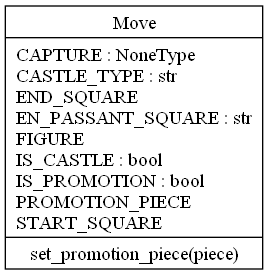 Move
CAPTURE : NoneType
CASTLE_TYPE : str
END_SQUARE
EN_PASSANT_SQUARE : str
FIGURE
IS_CASTLE : bool
IS_PROMOTION : bool
PROMOTION_PIECE
START_SQUARE
set_promotion_piece(piece)